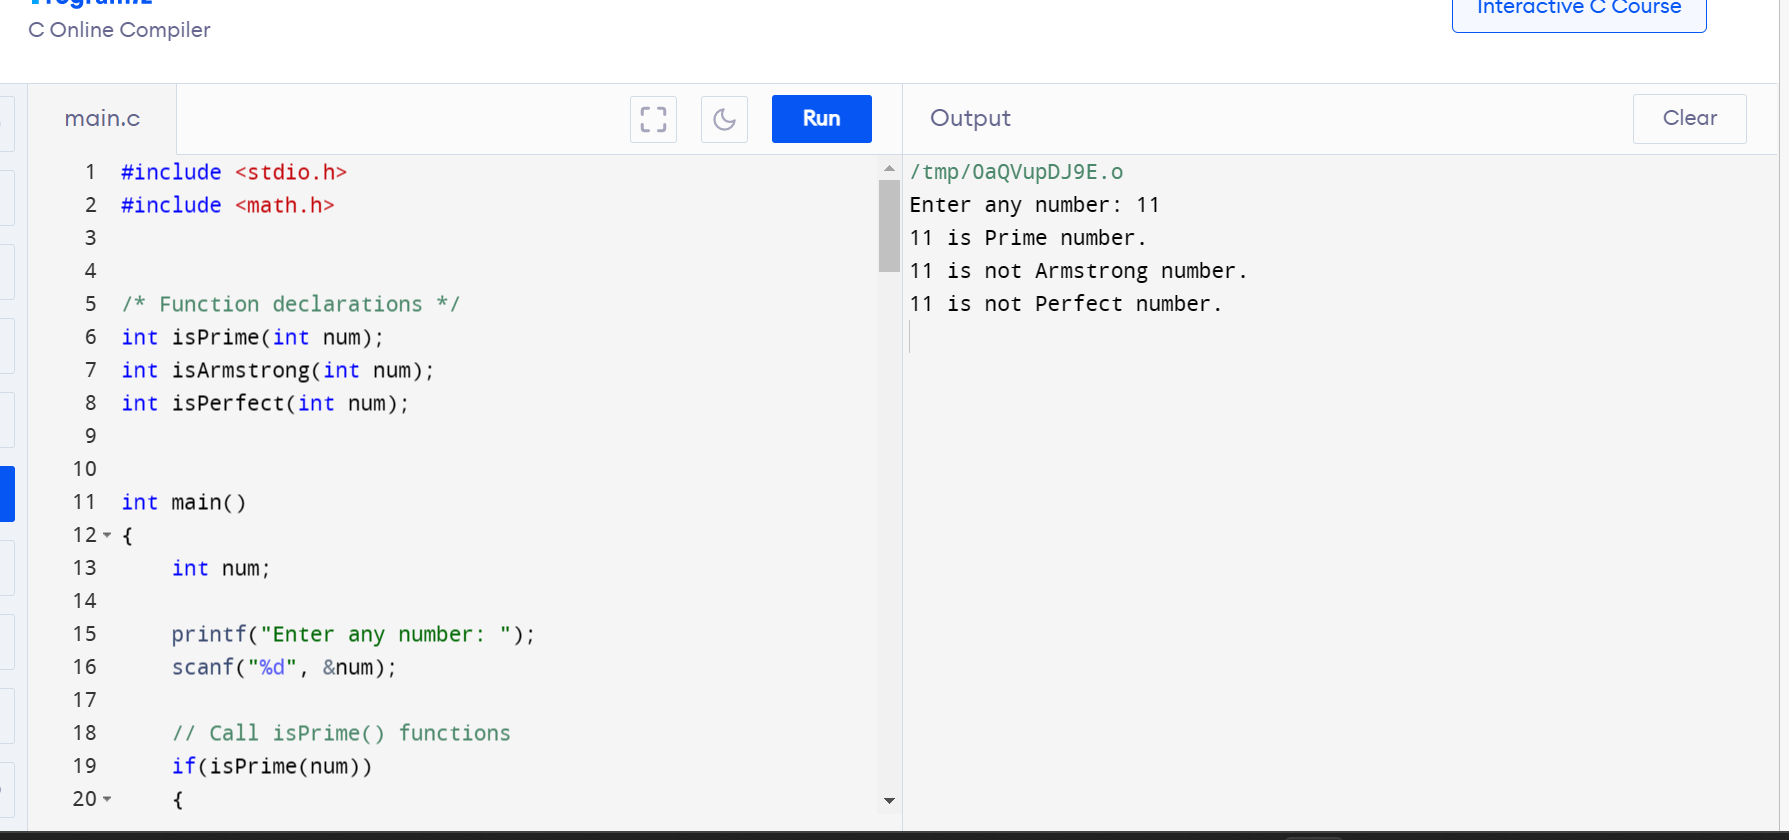 Programiz
C Online Compiler
Interactive C Course
main.c
Run
Output
Clear
1 #include <stdio.h>
2 #include <math.h>
3
4
5 /* Function declarations */
6 int isPrime(int num);
7 int isArmstrong(int num);
8 int isPerfect(int num);
9
10
11 int main()
12 {
13     int num;
14
15     printf("Enter any number: ");
16     scanf("%d", &num);
17
18     // Call isPrime() functions
19     if(isPrime(num))
20     {
/tmp/OaQVupDJ9E.o
Enter any number: 11
11 is Prime number.
11 is not Armstrong number.
11 is not Perfect number.